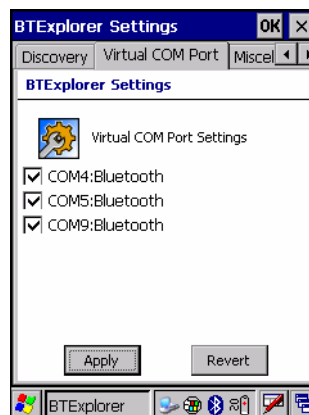 BTExplorer Settings OK
Discovery Virtual COM Port Miscel
BTExplorer Settings
Virtual COM Port Settings
COM4:Bluetooth
COM5:Bluetooth
COM9:Bluetooth
Apply Revert
BTExplorer